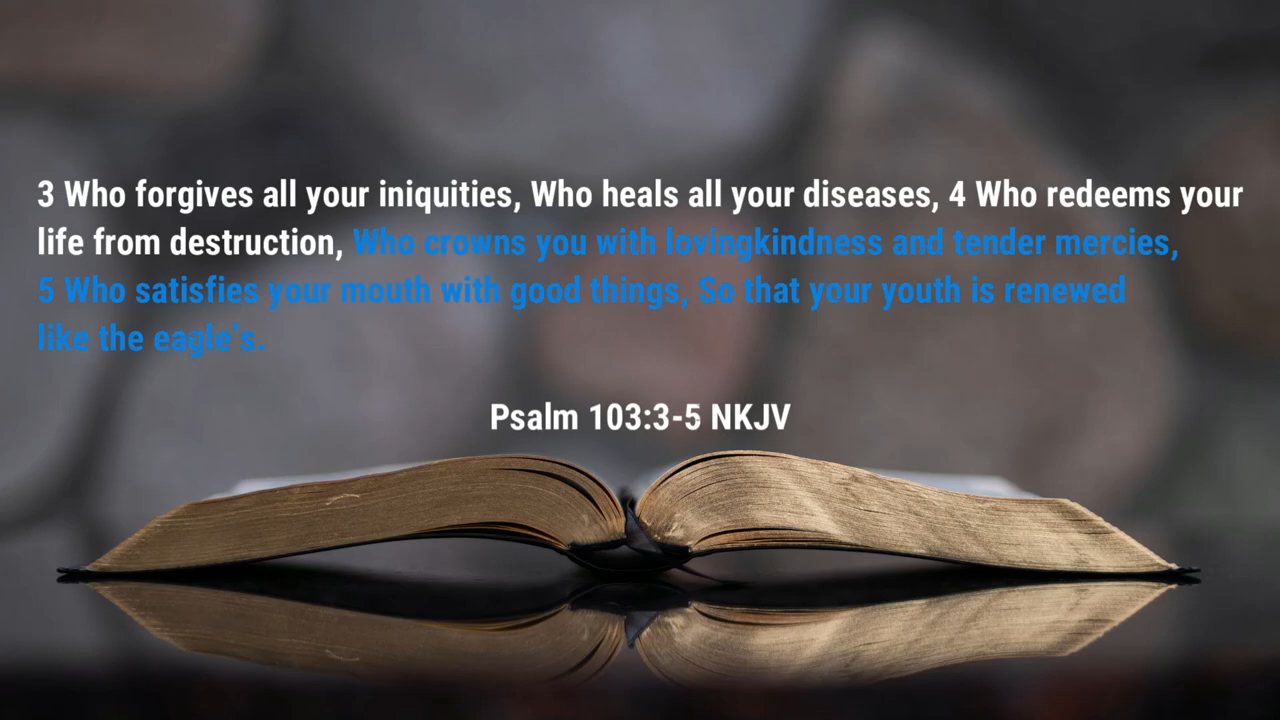 3 Who forgives all your iniquities, Who heals all your diseases, 4 Who redeems your
life from destruction, Who crowns you with lovingkindness and tender mercies,
5 Who satisfies your mouth with good things, So that your youth is renewed
like the eagle's.
Psalm 103:3-5 NKJV